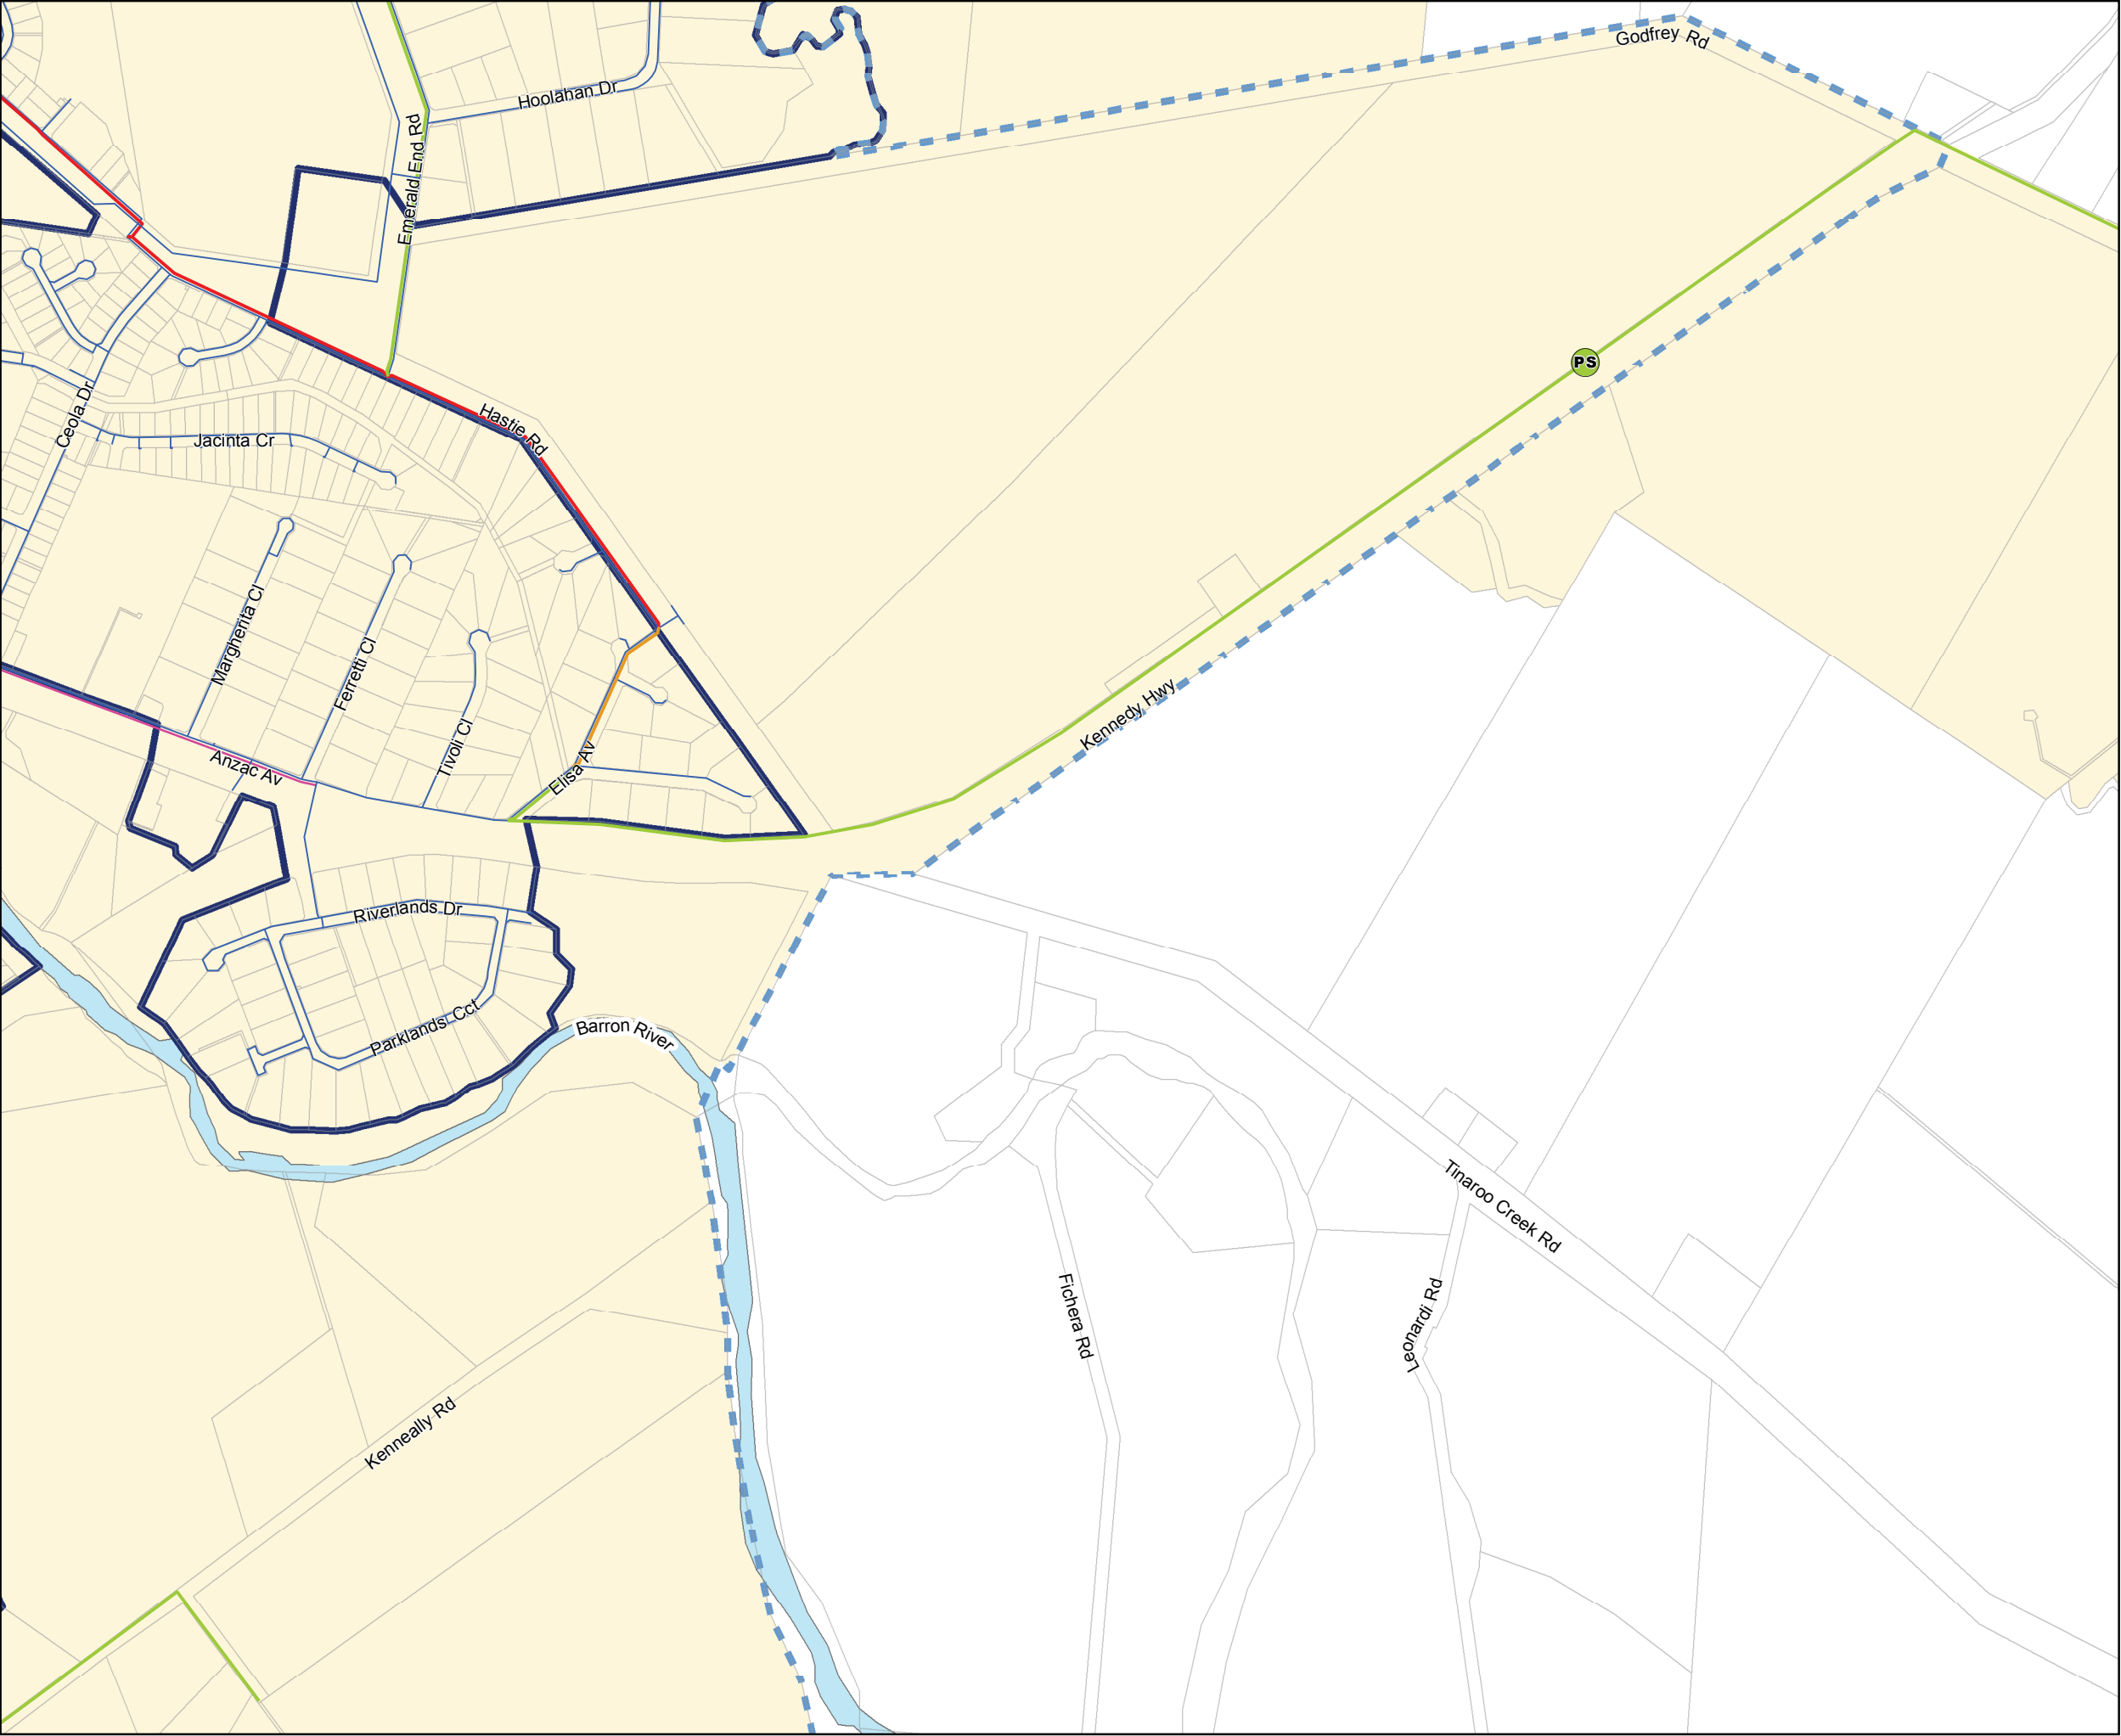 Godfrey Rd
Hoolahan Dr
Emerald End Rd
PS
Hastie Rd
Ceola Dr
Jacinta Cr
Margherita Cl
Ferretti Cl
Tivoli Cl
Kennedy Hwy
Anzac Av
Elisa Av
Riverlands Dr
Parklands Cct
Barron River
Tinaroo Creek Rd
Fichera Rd
Leonardi Rd
Kenneally Rd